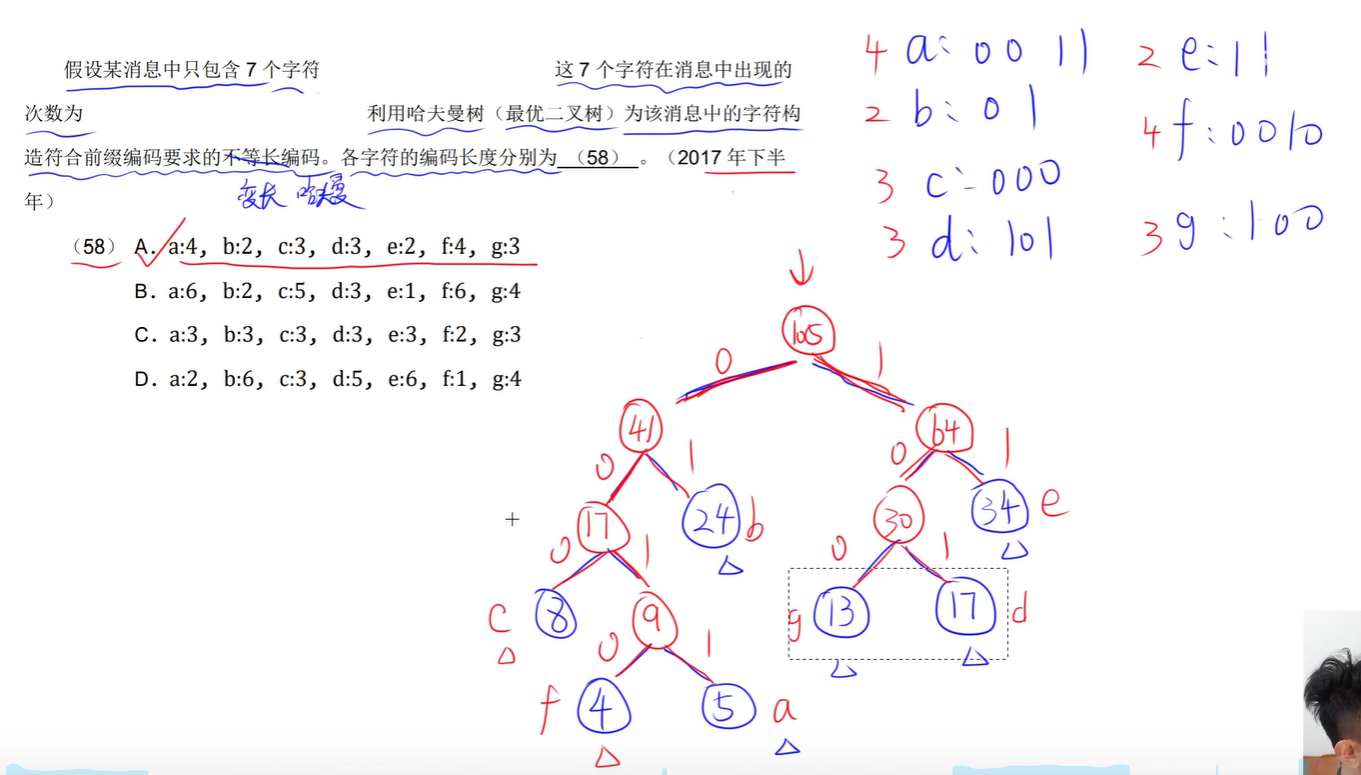 假设某消息中只包含 7 个字符 这 7 个字符在消息中出现的
次数为 利用哈夫曼树（最优二叉树）为该消息中的字符构
造符合前缀编码要求的不等长编码。各字符的编码长度分别为 （58） 。（2017 年下半
年）
变长 哈夫曼
（58） A. a:4, b:2, c:3, d:3, e:2, f:4, g:3
B. a:6, b:2, c:5, d:3, e:1, f:6, g:4
C. a:3, b:3, c:3, d:3, e:3, f:2, g:3
D. a:2, b:6, c:3, d:5, e:6, f:1, g:4
4 a: 0011
2 b: 01
3 c: 000
3 d: 101
2 e: 11
4 f: 0010
3 g: 100
105
0 1
41 64
0 1 0 1
17 24 b 30 34 e
0 1 0 1
c 8 9 g 13 17 d
0 1
f 4 5 a